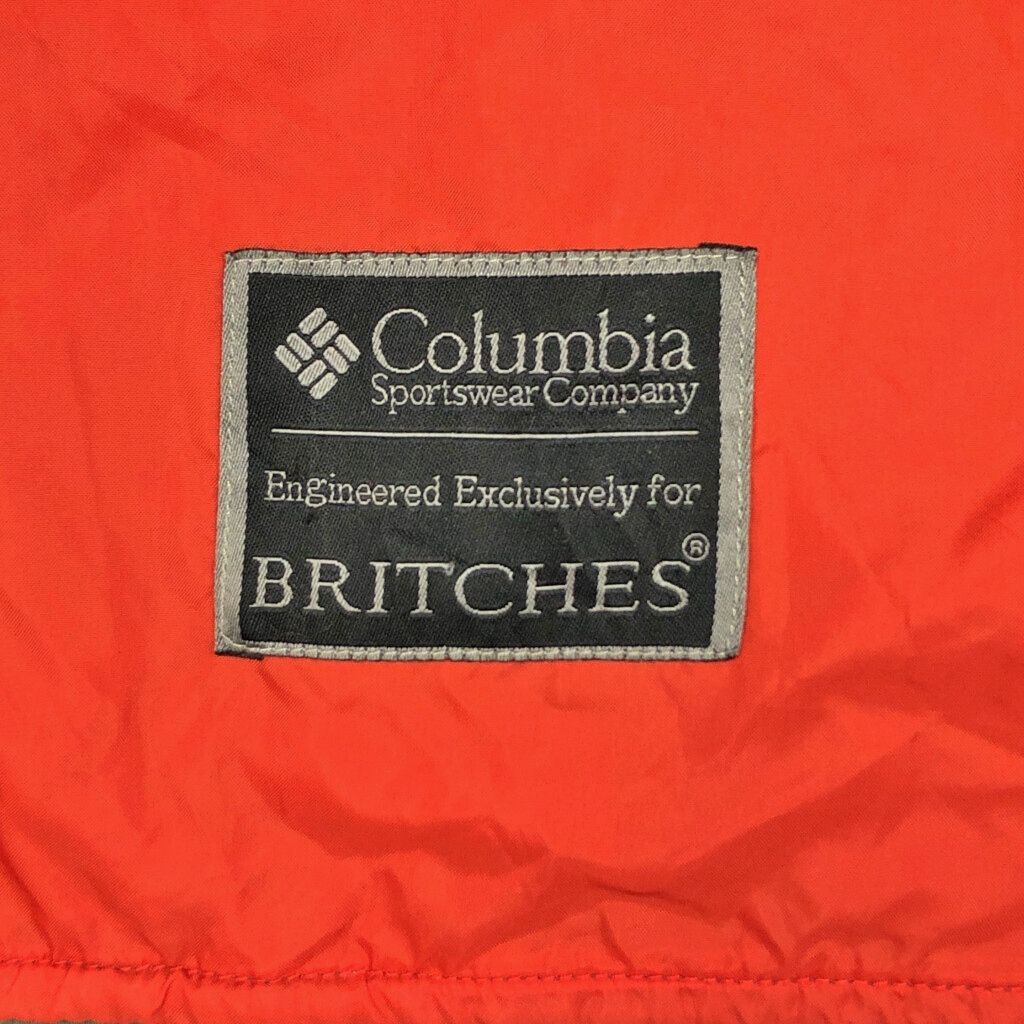 Columbia
Sportswear Company
Engineered Exclusively for
BRITCHES®